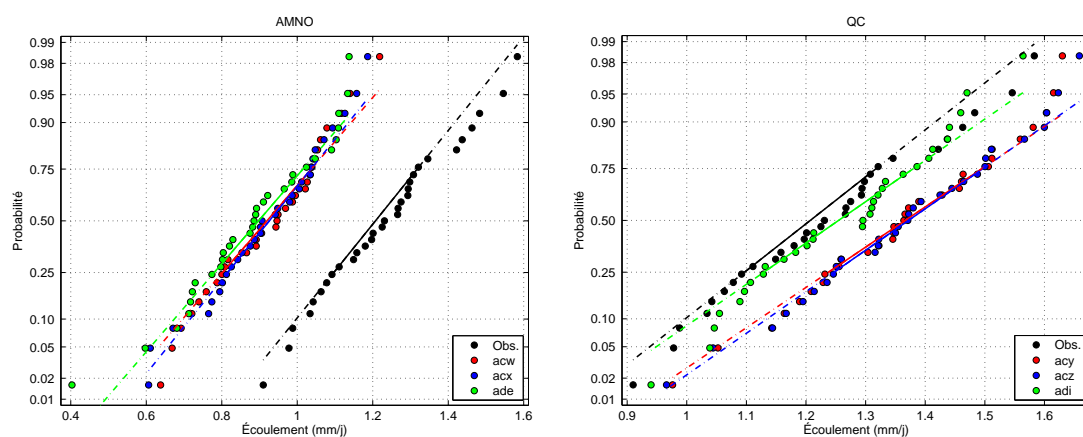 AMNO
Probabilité
0.99
0.98
0.95
0.90
0.75
0.50
0.25
0.10
0.05
0.02
0.01
0.4
0.6
0.8
1
1.2
1.4
1.6
Écoulement (mm/j)
Obs.
acw
acx
ade
QC
Probabilité
0.99
0.98
0.95
0.90
0.75
0.50
0.25
0.10
0.05
0.02
0.01
0.9
1
1.1
1.2
1.3
1.4
1.5
1.6
Écoulement (mm/j)
Obs.
acy
acz
adi